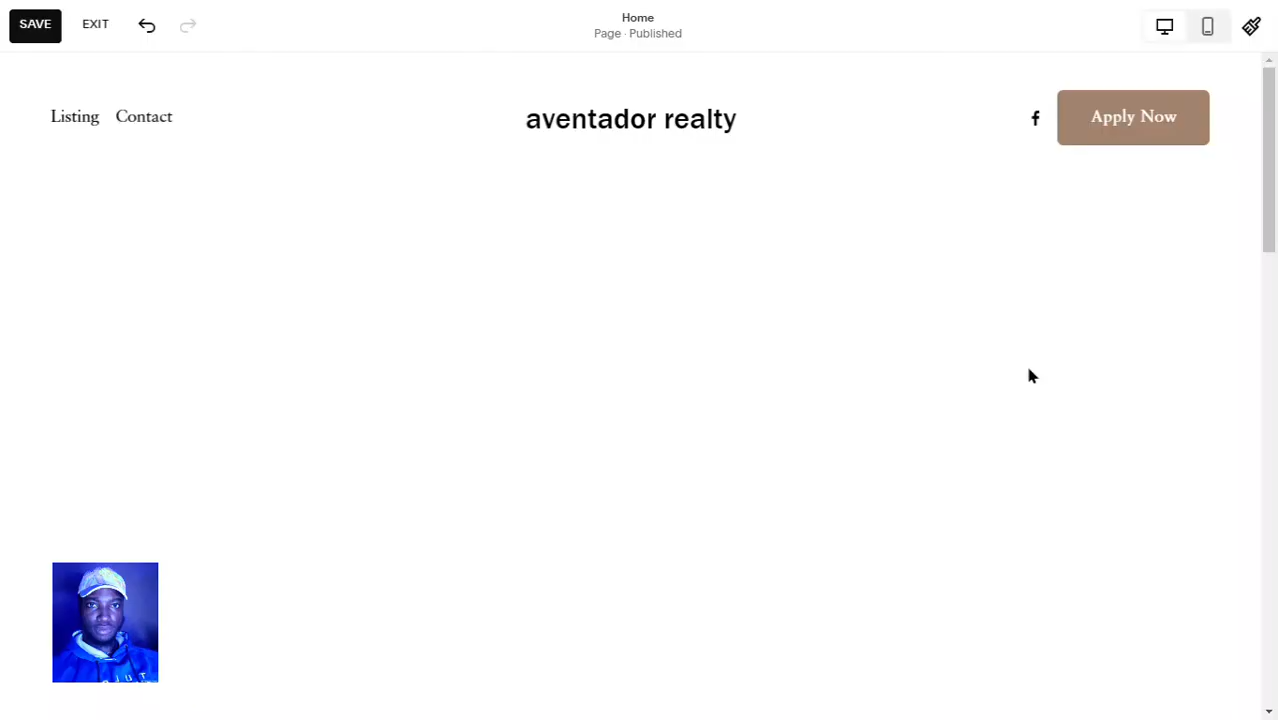 SAVE
EXIT
Home
Page · Published
Listing
Contact
aventador realty
Apply Now